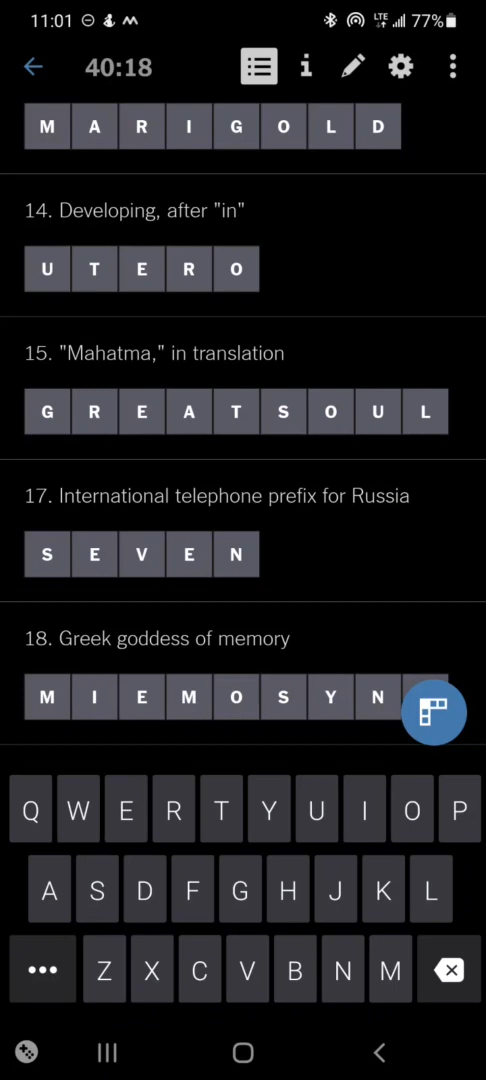 11:01 LTE 77%
40:18
M A R I G O L D
14. Developing, after "in"
U T E R O
15. "Mahatma," in translation
G R E A T S O U L
17. International telephone prefix for Russia
S E V E N
18. Greek goddess of memory
M I E M O S Y N
Q W E R T Y U I O P
A S D F G H J K L
Z X C V B N M